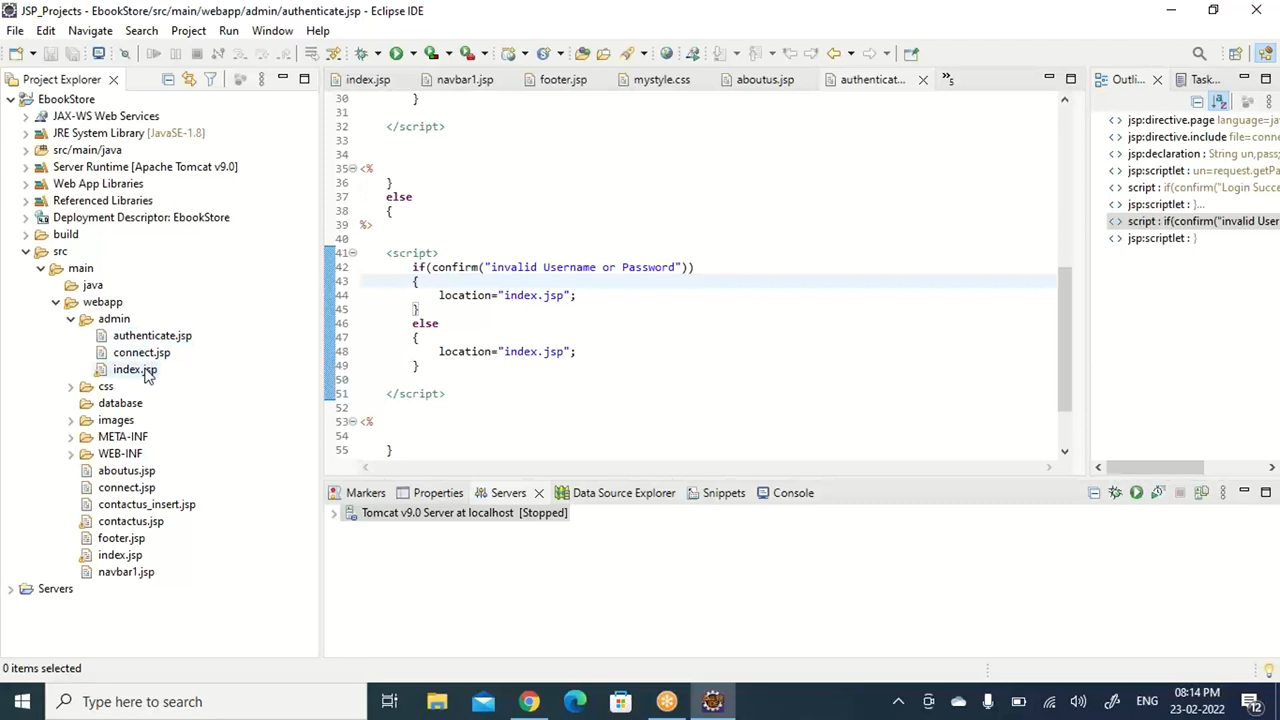 JSP_Projects - EbookStore/src/main/webapp/admin/authenticate.jsp - Eclipse IDE
File Edit Navigate Search Project Run Window Help
Project Explorer
EbookStore
JAX-WS Web Services
JRE System Library [JavaSE-1.8]
src/main/java
Server Runtime [Apache Tomcat v9.0]
Web App Libraries
Referenced Libraries
Deployment Descriptor: EbookStore
build
src
main
java
webapp
admin
authenticate.jsp
connect.jsp
index.jsp
css
database
images
META-INF
WEB-INF
aboutus.jsp
connect.jsp
contactus_insert.jsp
contactus.jsp
footer.jsp
index.jsp
navbar1.jsp
Servers
index.jsp navbar1.jsp footer.jsp mystyle.css aboutus.jsp authenticat... »5
30 }
31
32 </script>
33
34
35 <%
36 }
37 else
38 {
39 %>
40
41 <script>
42 if(confirm("invalid Username or Password"))
43 {
44 location="index.jsp";
45 }
46 else
47 {
48 location="index.jsp";
49 }
50
51 </script>
52
53 <%
54
55 }
Outli... Task...
jsp:directive.page language=ja
jsp:directive.include file=conne
jsp:declaration : String un,pass;
jsp:scriptlet : un=request.getPa
script : if(confirm("Login Succe
jsp:scriptlet : }...
script : if(confirm("invalid User
jsp:scriptlet : }
Markers Properties Servers Data Source Explorer Snippets Console
Tomcat v9.0 Server at localhost [Stopped]
0 items selected
Type here to search
ENG
08:14 PM
23-02-2022
12